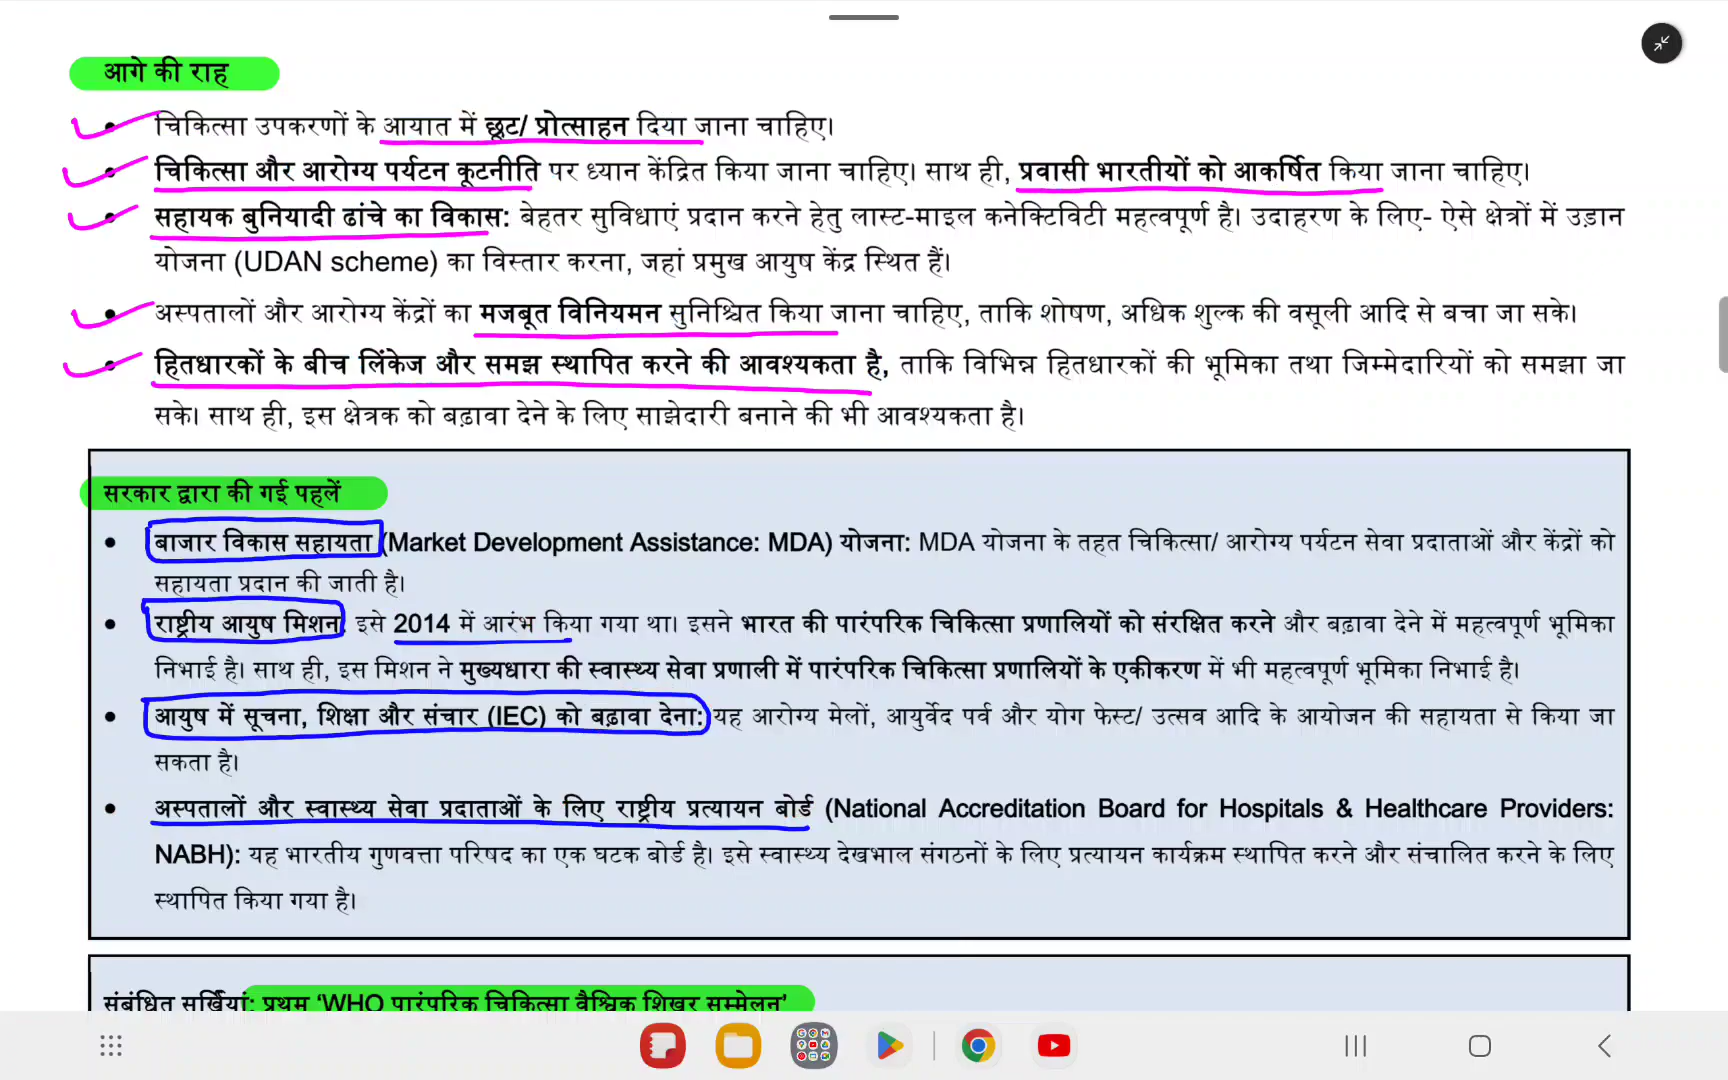 आगे की राह
• चिकित्सा उपकरणों के आयात में छूट/ प्रोत्साहन दिया जाना चाहिए।
• चिकित्सा और आरोग्य पर्यटन कूटनीति पर ध्यान केंद्रित किया जाना चाहिए। साथ ही, प्रवासी भारतीयों को आकर्षित किया जाना चाहिए।
• सहायक बुनियादी ढांचे का विकास: बेहतर सुविधाएं प्रदान करने हेतु लास्ट-माइल कनेक्टिविटी महत्वपूर्ण है। उदाहरण के लिए- ऐसे क्षेत्रों में उड़ान
योजना (UDAN scheme) का विस्तार करना, जहां प्रमुख आयुष केंद्र स्थित हैं।
• अस्पतालों और आरोग्य केंद्रों का मजबूत विनियमन सुनिश्चित किया जाना चाहिए, ताकि शोषण, अधिक शुल्क की वसूली आदि से बचा जा सके।
• हितधारकों के बीच लिंकेज और समझ स्थापित करने की आवश्यकता है, ताकि विभिन्न हितधारकों की भूमिका तथा जिम्मेदारियों को समझा जा
सके। साथ ही, इस क्षेत्रक को बढ़ावा देने के लिए साझेदारी बनाने की भी आवश्यकता है।
सरकार द्वारा की गई पहलें
• बाजार विकास सहायता (Market Development Assistance: MDA) योजना: MDA योजना के तहत चिकित्सा/ आरोग्य पर्यटन सेवा प्रदाताओं और केंद्रों को
सहायता प्रदान की जाती है।
• राष्ट्रीय आयुष मिशन: इसे 2014 में आरंभ किया गया था। इसने भारत की पारंपरिक चिकित्सा प्रणालियों को संरक्षित करने और बढ़ावा देने में महत्वपूर्ण भूमिका
निभाई है। साथ ही, इस मिशन ने मुख्यधारा की स्वास्थ्य सेवा प्रणाली में पारंपरिक चिकित्सा प्रणालियों के एकीकरण में भी महत्वपूर्ण भूमिका निभाई है।
• आयुष में सूचना, शिक्षा और संचार (IEC) को बढ़ावा देना: यह आरोग्य मेलों, आयुर्वेद पर्व और योग फेस्ट/ उत्सव आदि के आयोजन की सहायता से किया जा
सकता है।
• अस्पतालों और स्वास्थ्य सेवा प्रदाताओं के लिए राष्ट्रीय प्रत्यायन बोर्ड (National Accreditation Board for Hospitals & Healthcare Providers:
NABH): यह भारतीय गुणवत्ता परिषद का एक घटक बोर्ड है। इसे स्वास्थ्य देखभाल संगठनों के लिए प्रत्यायन कार्यक्रम स्थापित करने और संचालित करने के लिए
स्थापित किया गया है।
संबंधित सुर्ख़ियां: प्रथम ‘WHO पारंपरिक चिकित्सा वैश्विक शिखर सम्मेलन’